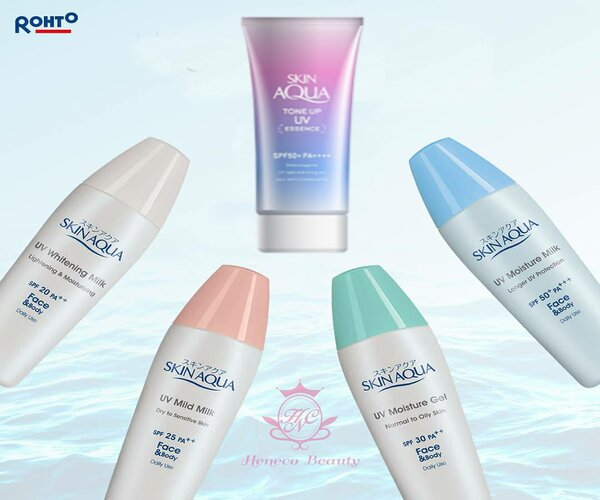 ROHTO
SKIN
AQUA
TONE UP
UV
ESSENCE
SPF50+ PA++++
スキンアクア
SKIN AQUA
UV Whitening Milk
Lightening & Moisturizing
SPF 20 PA++
Face
&Body
Daily Use
スキンアクア
SKIN AQUA
UV Moisture Milk
Longer UV Protection
SPF 50+ PA++
Face
&Body
Daily Use
スキンアクア
SKIN AQUA
UV Mild Milk
Dry to Sensitive Skin
SPF 25 PA++
Face
&Body
Daily Use
スキンアクア
SKIN AQUA
UV Moisture Gel
Normal to Oily Skin
SPF 30 PA++
Face
&Body
Daily Use
HNC
Heneco Beauty